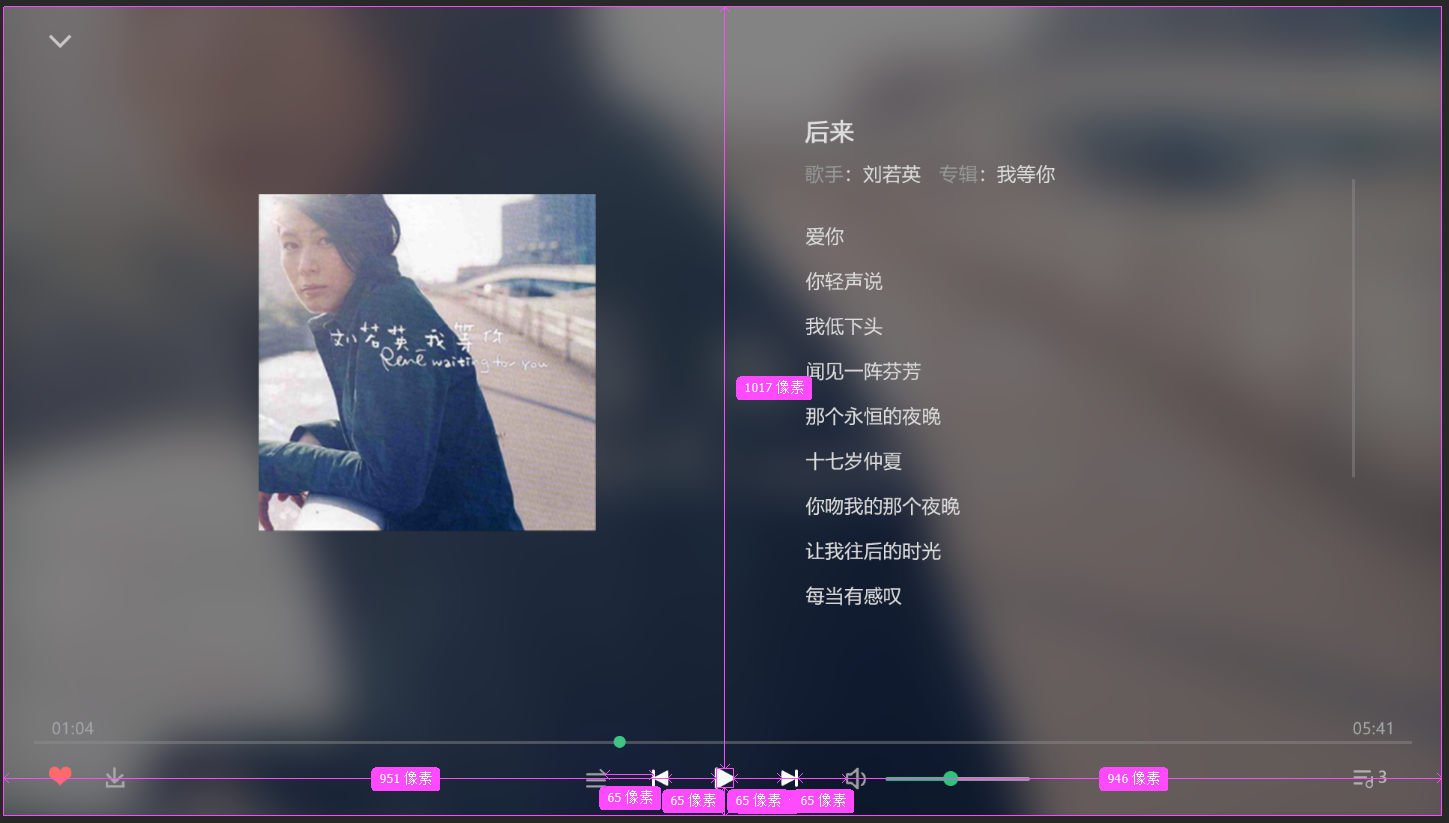 后来
歌手：刘若英 专辑：我等你
刘若英_我等你
René waiting for you
爱你
你轻声说
我低下头
闻见一阵芬芳
1017 像素
那个永恒的夜晚
十七岁仲夏
你吻我的那个夜晚
让我往后的时光
每当有感叹
01:04
05:41
951 像素
946 像素
3
65 像素
65 像素
65 像素
65 像素